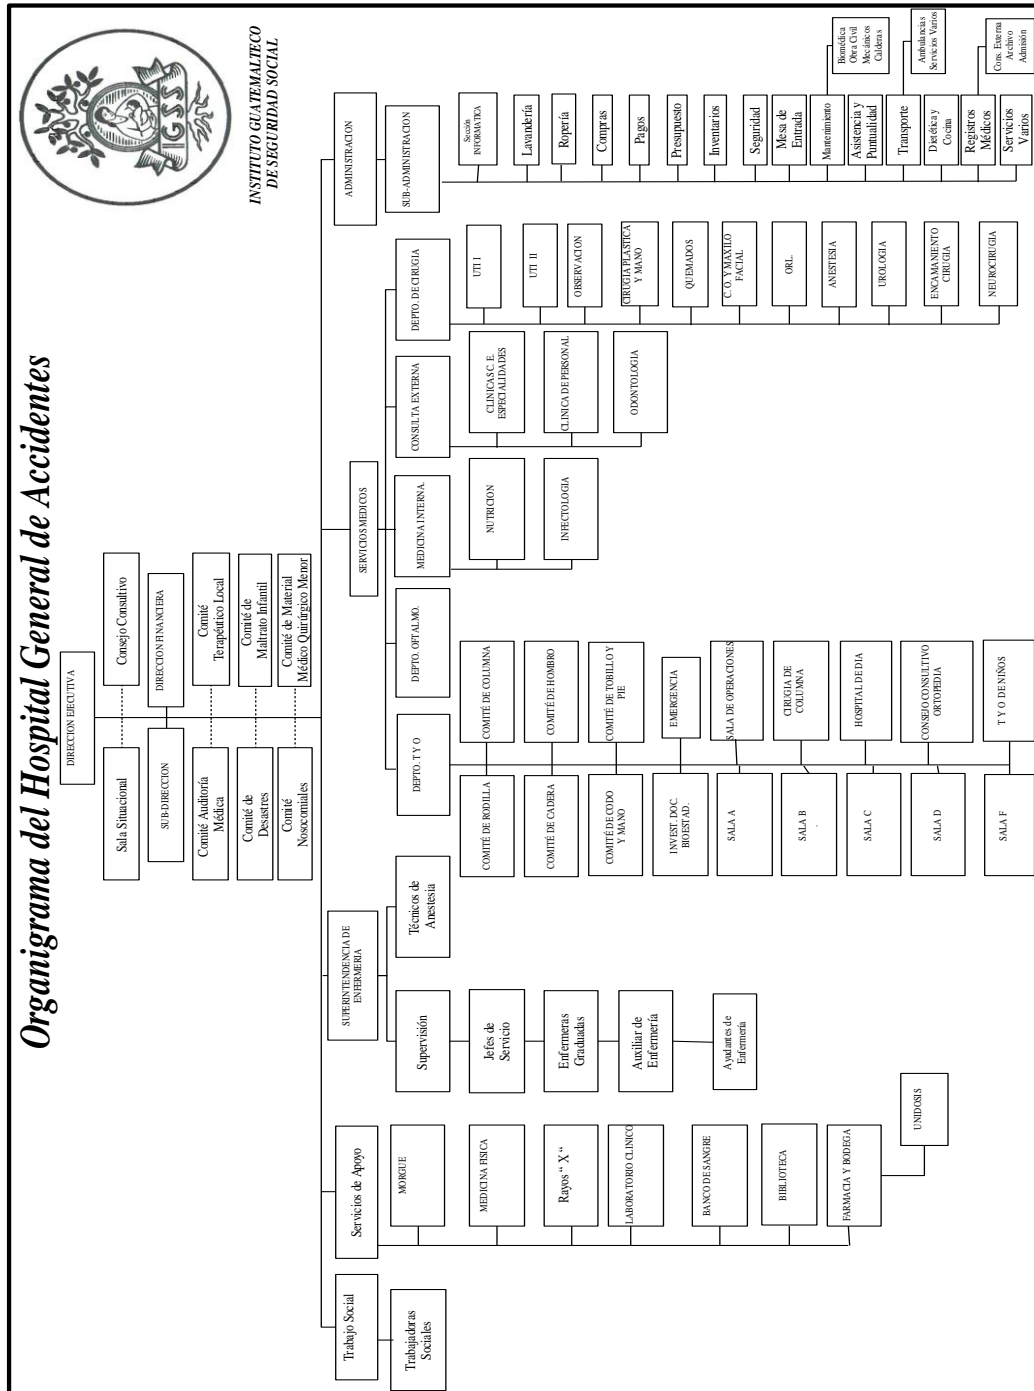 Organigrama del Hospital General de Accidentes
IGSS
INSTITUTO GUATEMALTECO
DE SEGURIDAD SOCIAL
DIRECCION EJECUTIVA
Sala Situacional
Consejo Consultivo
SUB-DIRECCION
DIRECCION FINANCIERA
Comité Auditoría
Médica
Comité
Terapéutico Local
Comité de
Desastres
Comité de
Maltrato Infantil
Comité
Nosocomiales
Comité de Material
Médico Quirúrgico Menor
Trabajo Social
Trabajadoras
Sociales
Servicios de Apoyo
MORGUE
MEDICINA FISICA
Rayos “ X “
LABORATORIO CLINICO
BANCO DE SANGRE
BIBLIOTECA
FARMACIA Y BODEGA
UNIDOSIS
SUPERINTENDENCIA DE
ENFERMERIA
Supervisión
Jefes de
Servicio
Enfermeras
Graduadas
Auxiliar de
Enfermería
Ayudantes de
Enfermería
Técnicos de
Anestesia
SERVICIOS MEDICOS
DEPTO. T Y O
COMITÉ DE RODILLA
COMITÉ DE COLUMNA
COMITÉ DE CADERA
COMITÉ DE HOMBRO
COMITÉ DE CODO
Y MANO
COMITÉ DE TOBILLO Y
PIE
INVEST. DOC.
BIOESTAD.
EMERGENCIA
SALA A
SALA DE OPERACIONES
SALA B
.
CIRUGIA DE
COLUMNA
SALA C
HOSPITAL DE DIA
SALA D
CONSEJO CONSULTIVO
ORTOPEDIA
SALA F
T Y O DE NIÑOS
DEPTO. OFTALMO.
MEDICINA INTERNA.
NUTRICION
INFECTOLOGIA
CONSULTA EXTERNA
CLINICAS C. E.
ESPECIALIDADES
CLINICA DE PERSONAL
ODONTOLOGIA
DEPTO. DE CIRUGIA
UTI I
UTI II
OBSERVACION
CIRUGIA PLASTICA
Y MANO
QUEMADOS
C. O. Y MAXILO
FACIAL
ORL.
ANESTESIA
UROLOGIA
ENCAMAMIENTO
CIRUGIA
NEUROCIRUGIA
ADMINISTRACION
SUB-ADMINISTRACION
Sección
INFORMATICA
Lavandería
Ropería
Compras
Pagos
Presupuesto
Inventarios
Seguridad
Mesa de
Entrada
Mantenimiento
Biomédica
Obra Civil
Mecánicos
Calderas
Asistencia y
Puntualidad
Transporte
Ambulancias
Servicios Varios
Dietética y
Cocina
Registros
Médicos
Cons. Externa
Archivo
Admisión
Servicios
Varios